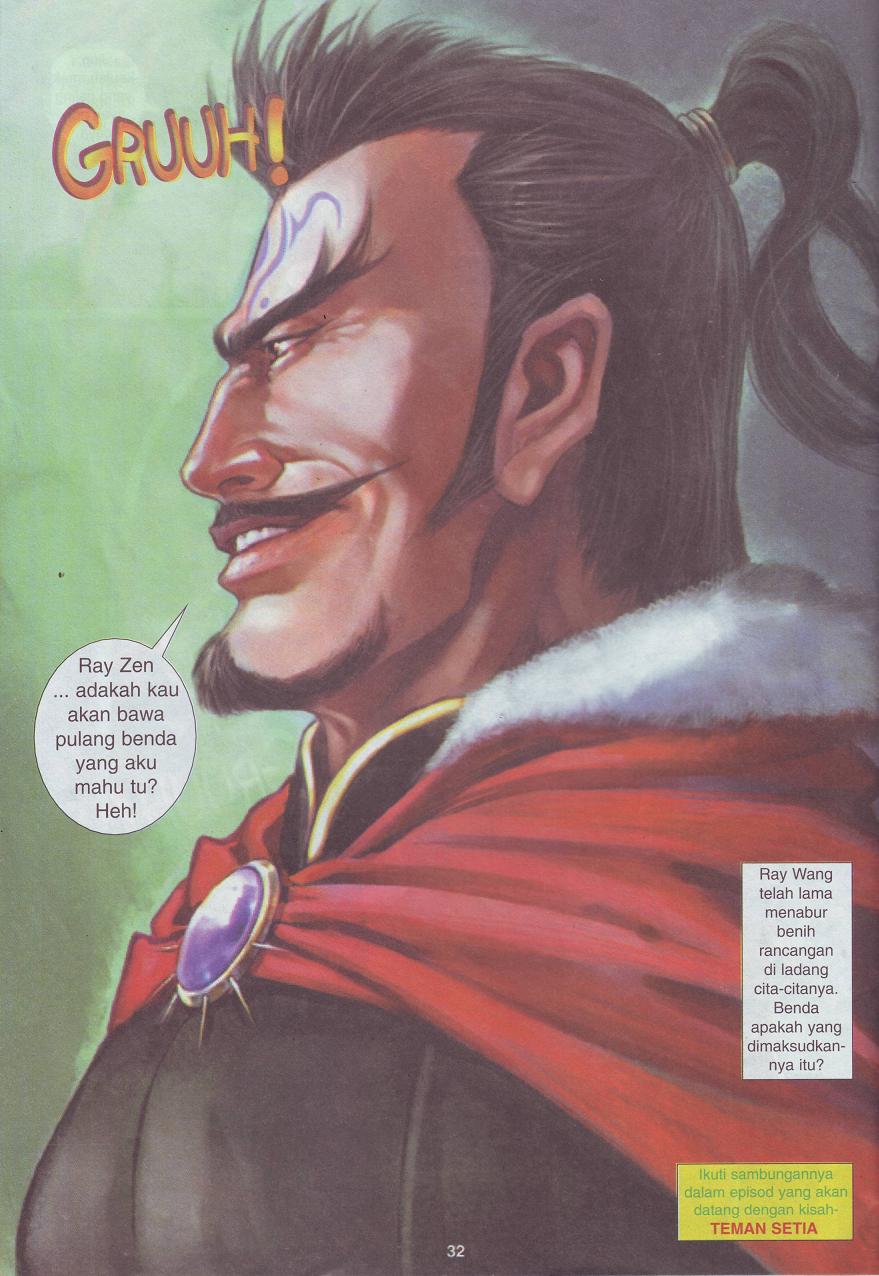 GRUUH!
Ray Zen
... adakah kau
akan bawa
pulang benda
yang aku
mahu tu?
Heh!
Ray Wang
telah lama
menabur
benih
rancangan
di ladang
cita-citanya.
Benda
apakah yang
dimaksudkan-
nya itu?
Ikuti sambungannya
dalam episod yang akan
datang dengan kisah-
TEMAN SETIA
32